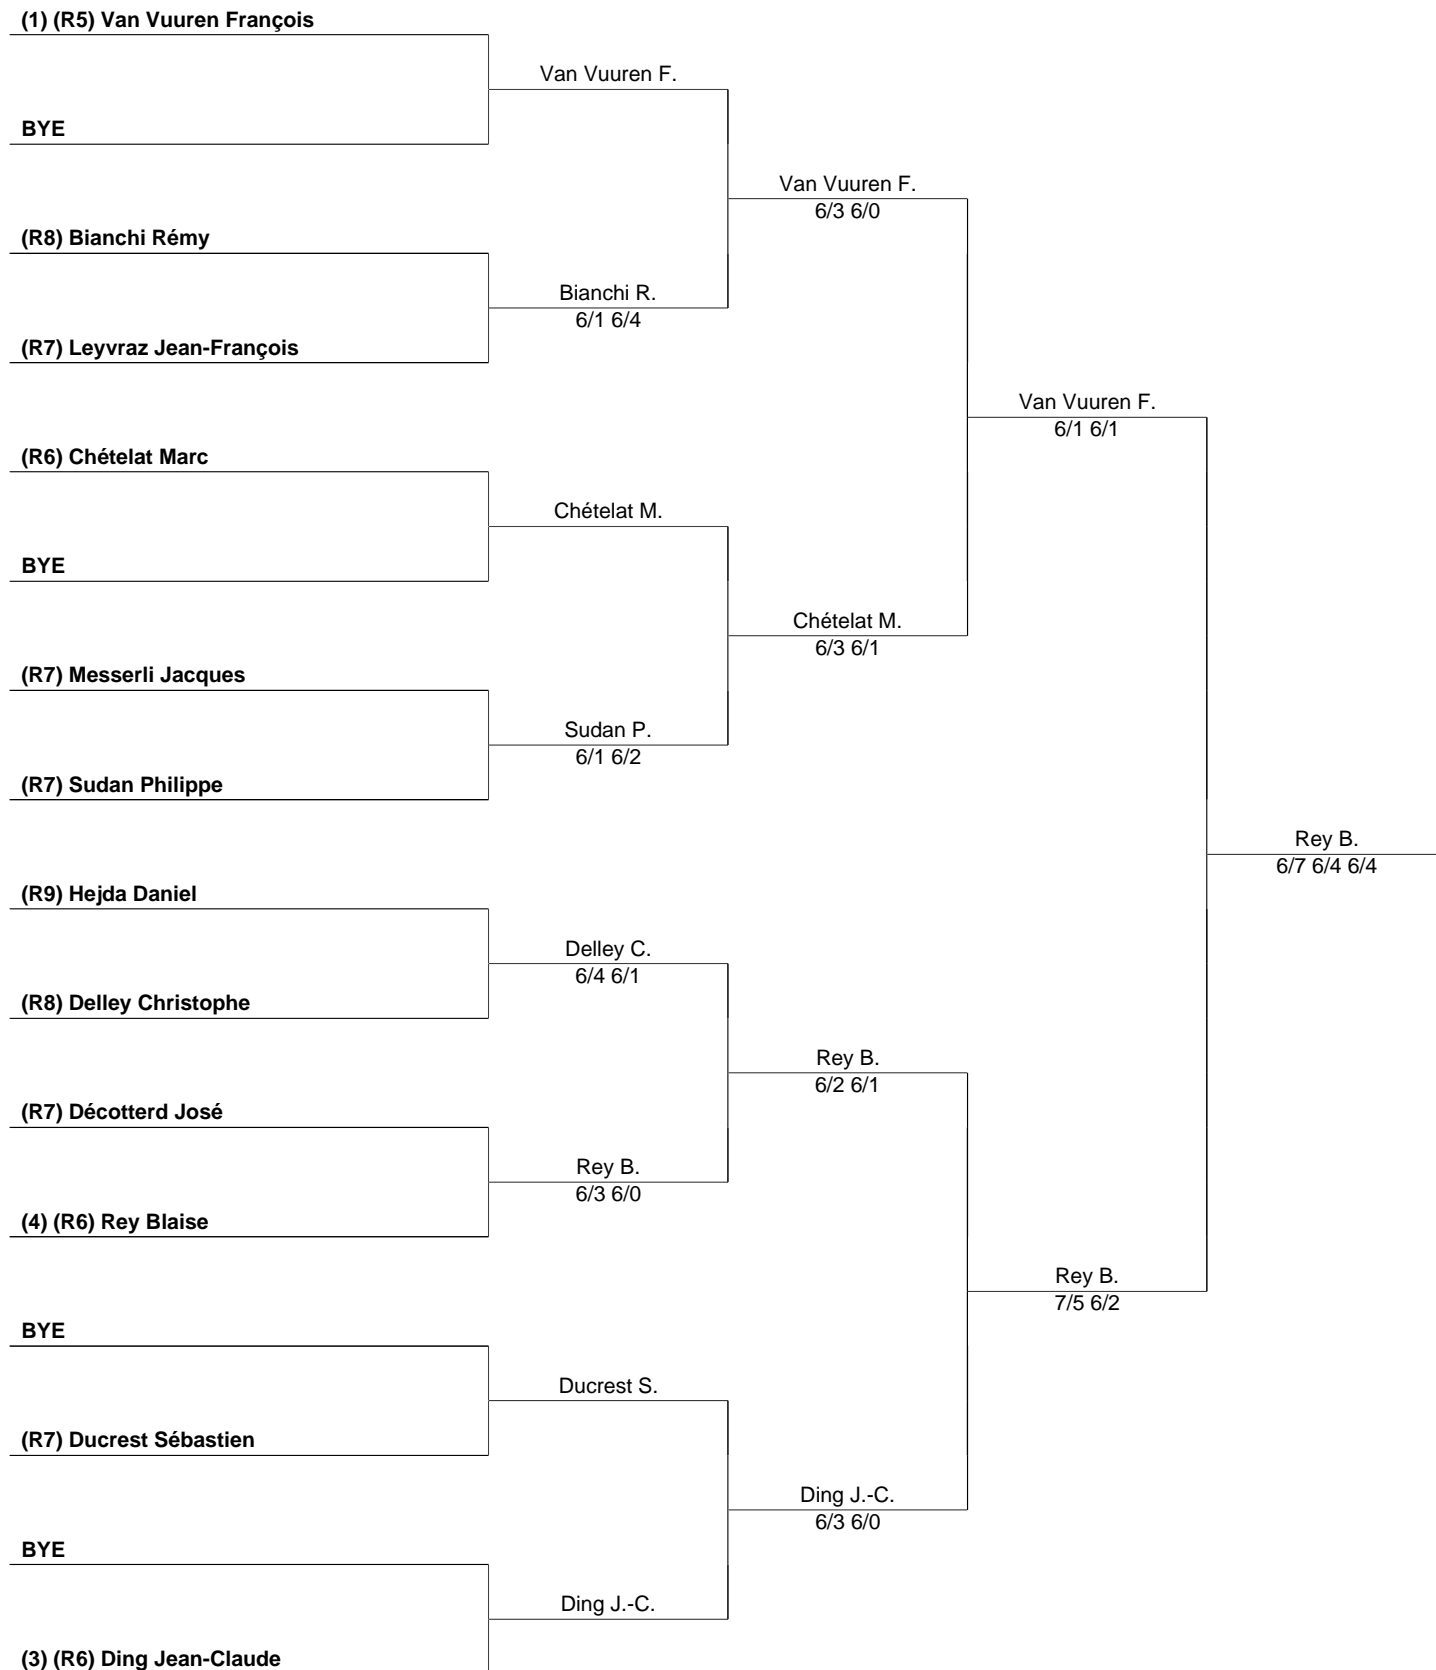 (1) (R5) Van Vuuren François
Van Vuuren F.
BYE
Van Vuuren F.
6/3 6/0
(R8) Bianchi Rémy
Bianchi R.
6/1 6/4
(R7) Leyvraz Jean-François
Van Vuuren F.
6/1 6/1
(R6) Chételat Marc
Chételat M.
BYE
Chételat M.
6/3 6/1
(R7) Messerli Jacques
Sudan P.
6/1 6/2
(R7) Sudan Philippe
Rey B.
6/7 6/4 6/4
(R9) Hejda Daniel
Delley C.
6/4 6/1
(R8) Delley Christophe
Rey B.
6/2 6/1
(R7) Décotterd José
Rey B.
6/3 6/0
(4) (R6) Rey Blaise
Rey B.
7/5 6/2
BYE
Ducrest S.
(R7) Ducrest Sébastien
Ding J.-C.
6/3 6/0
BYE
Ding J.-C.
(3) (R6) Ding Jean-Claude